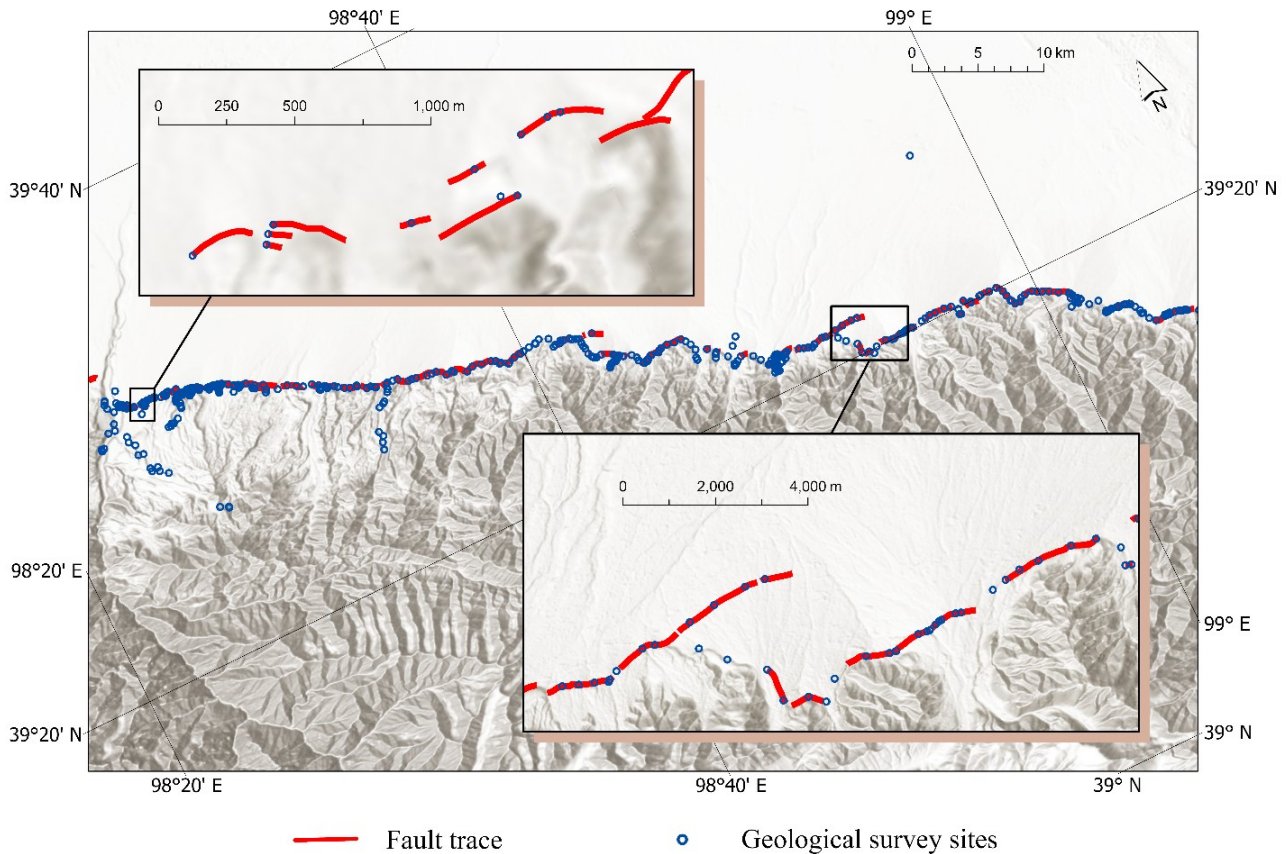 98°40' E
99° E
0 5 10 km
N
0 250 500 1,000 m
39°40' N
39°20' N
0 2,000 4,000 m
98°20' E
99° E
39°20' N
39° N
98°20' E
98°40' E
39° N
Fault trace
Geological survey sites